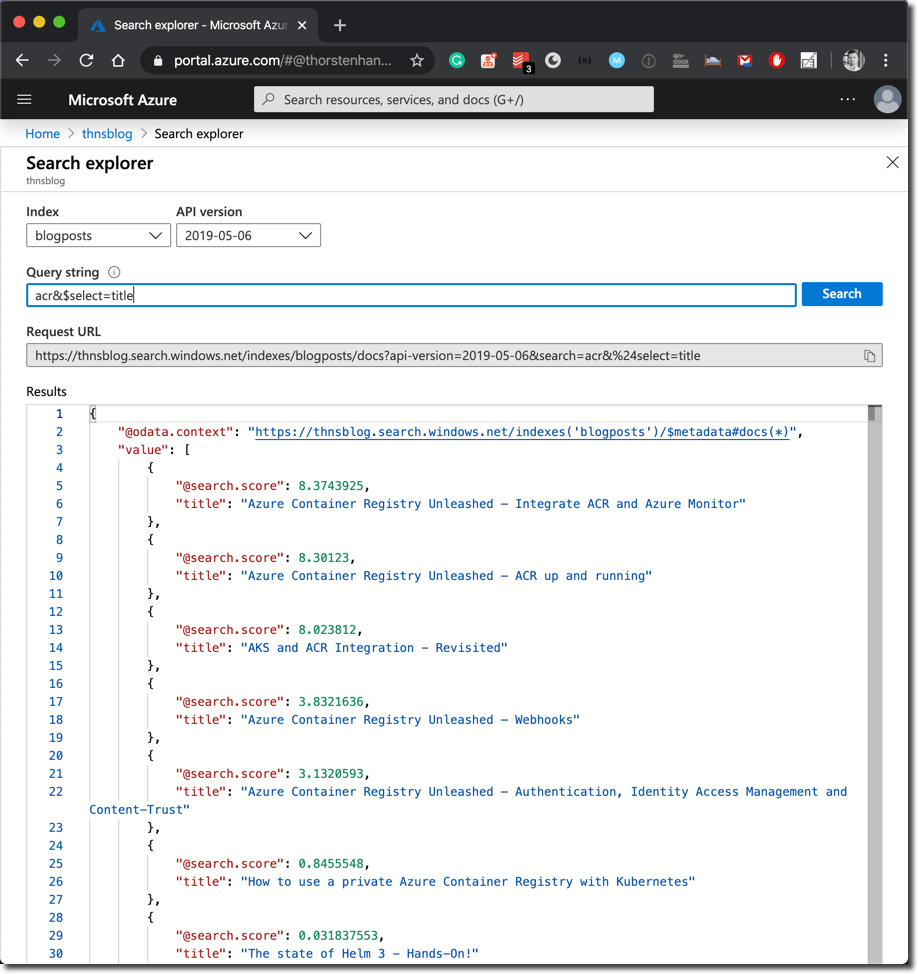 Search explorer - Microsoft Azu
portal.azure.com/#@thorstenhan...
3
Microsoft Azure
Search resources, services, and docs (G+/)
Home > thnsblog > Search explorer
Search explorer
thnsblog
Index API version
blogposts 2019-05-06
Query string
acr&$select=title
Search
Request URL
https://thnsblog.search.windows.net/indexes/blogposts/docs?api-version=2019-05-06&search=acr&%24select=title
Results
1 {
2 "@odata.context": "https://thnsblog.search.windows.net/indexes('blogposts')/$metadata#docs(*)",
3 "value": [
4 {
5 "@search.score": 8.3743925,
6 "title": "Azure Container Registry Unleashed – Integrate ACR and Azure Monitor"
7 },
8 {
9 "@search.score": 8.30123,
10 "title": "Azure Container Registry Unleashed – ACR up and running"
11 },
12 {
13 "@search.score": 8.023812,
14 "title": "AKS and ACR Integration - Revisited"
15 },
16 {
17 "@search.score": 3.8321636,
18 "title": "Azure Container Registry Unleashed – Webhooks"
19 },
20 {
21 "@search.score": 3.1320593,
22 "title": "Azure Container Registry Unleashed – Authentication, Identity Access Management and
Content-Trust"
23 },
24 {
25 "@search.score": 0.8455548,
26 "title": "How to use a private Azure Container Registry with Kubernetes"
27 },
28 {
29 "@search.score": 0.031837553,
30 "title": "The state of Helm 3 - Hands-On!"